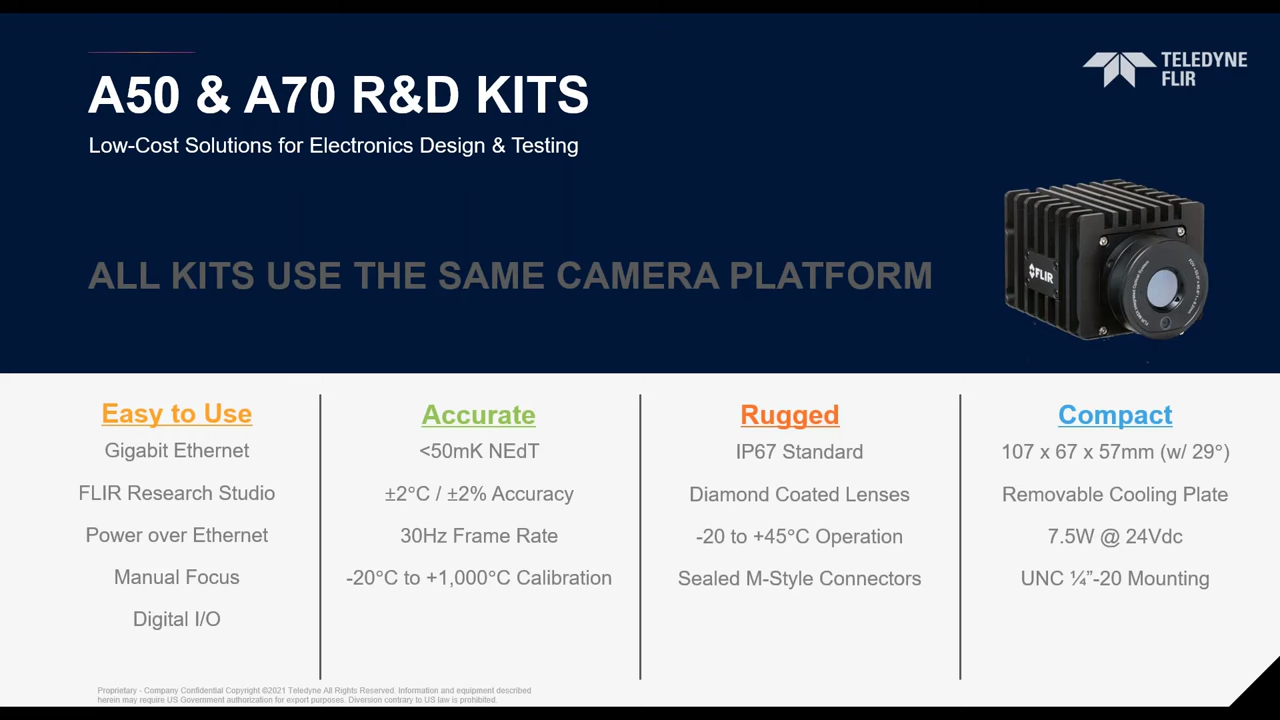 A50 & A70 R&D KITS
Low-Cost Solutions for Electronics Design & Testing
TELEDYNE
FLIR
ALL KITS USE THE SAME CAMERA PLATFORM
FLIR
Easy to Use
Gigabit Ethernet
FLIR Research Studio
Power over Ethernet
Manual Focus
Digital I/O
Accurate
<50mK NEdT
±2°C / ±2% Accuracy
30Hz Frame Rate
-20°C to +1,000°C Calibration
Rugged
IP67 Standard
Diamond Coated Lenses
-20 to +45°C Operation
Sealed M-Style Connectors
Compact
107 x 67 x 57mm (w/ 29°)
Removable Cooling Plate
7.5W @ 24Vdc
UNC ¼”-20 Mounting
Proprietary - Company Confidential Copyright ©2021 Teledyne All Rights Reserved. Information and equipment described
herein may require US Government authorization for export purposes. Diversion contrary to US law is prohibited.